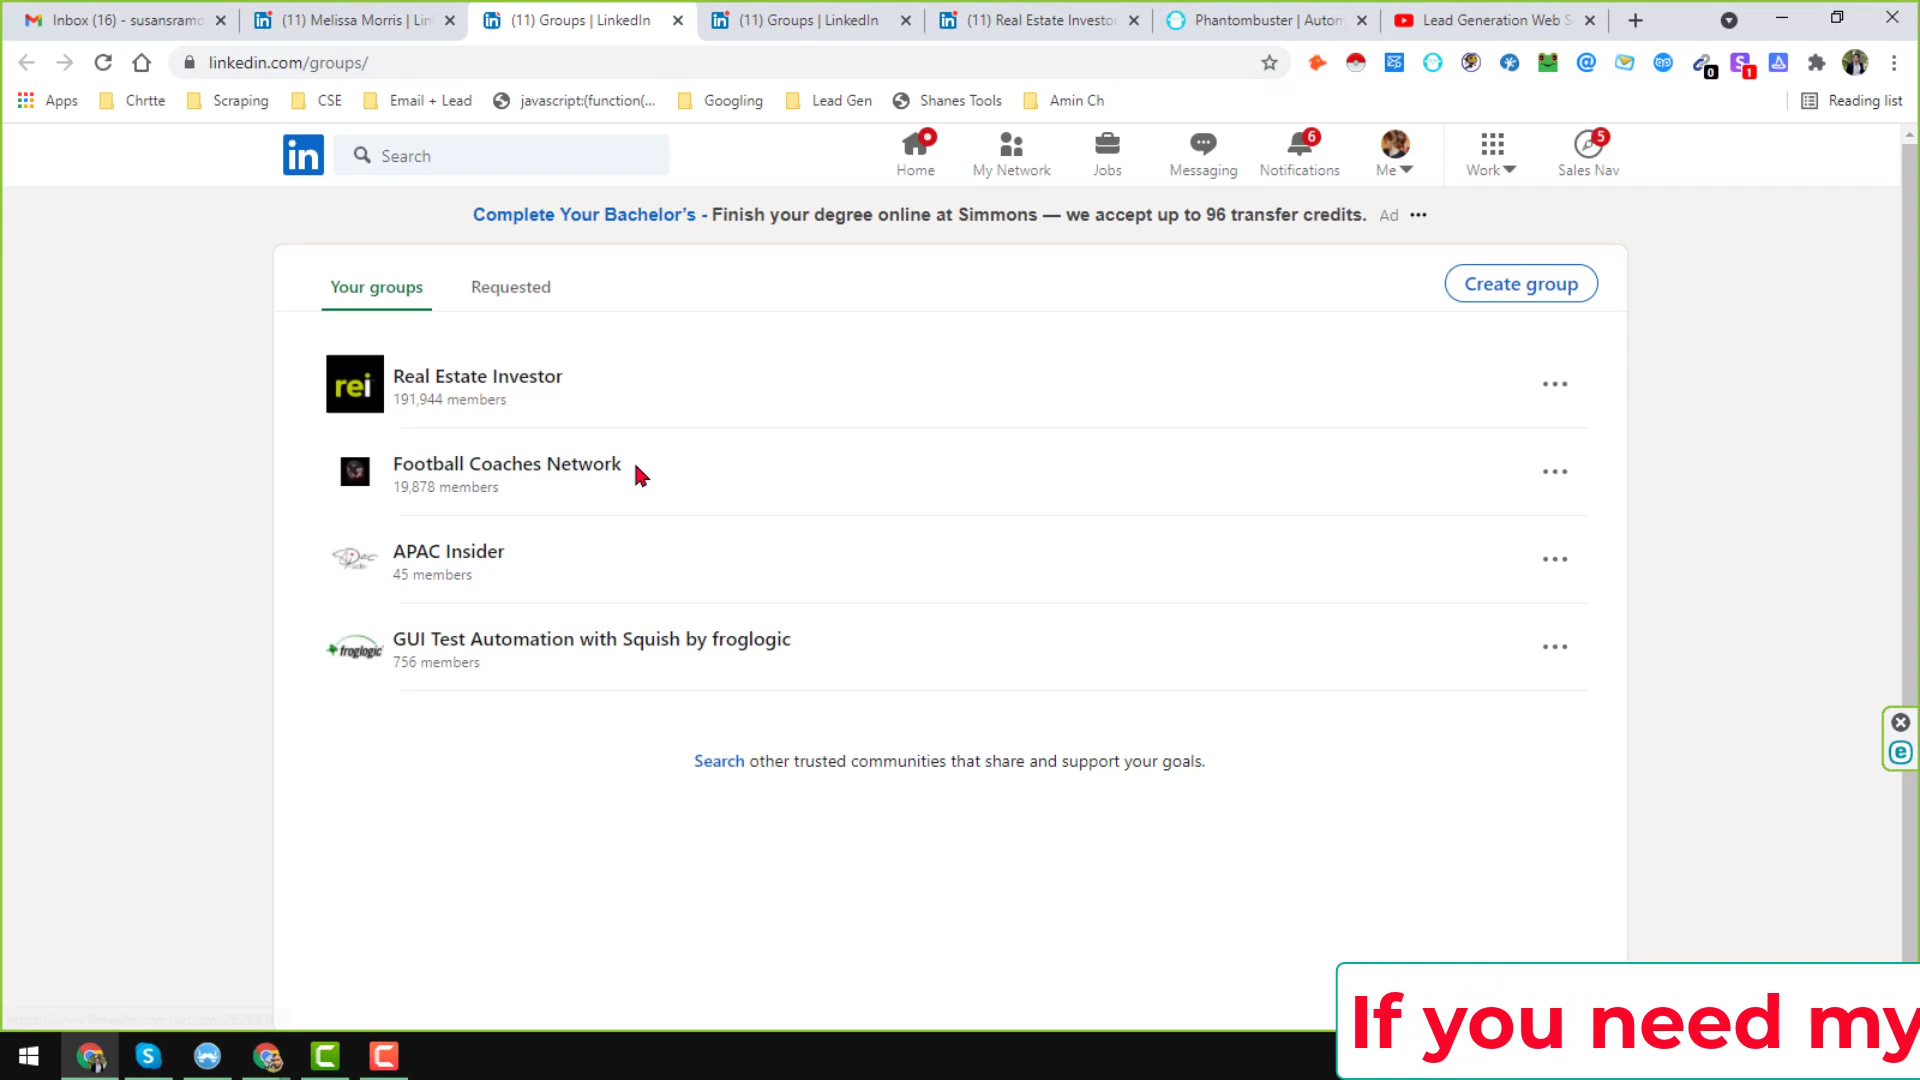 Inbox (16) - susansramo
(11) Melissa Morris | Lin
(11) Groups | LinkedIn
(11) Groups | LinkedIn
(11) Real Estate Investor
Phantombuster | Autom
Lead Generation Web S
linkedin.com/groups/
0
1
Apps
Chrtte
Scraping
CSE
Email + Lead
javascript:(function(...
Googling
Lead Gen
Shanes Tools
Amin Ch
Reading list
in
Search
Home
My Network
Jobs
Messaging
6
Notifications
Me
Work
5
Sales Nav
Complete Your Bachelor's - Finish your degree online at Simmons — we accept up to 96 transfer credits. Ad
Your groups
Requested
Create group
rei
Real Estate Investor
191,944 members
Football Coaches Network
19,878 members
APAC Insider
45 members
froglogic
GUI Test Automation with Squish by froglogic
756 members
Search other trusted communities that share and support your goals.
If you need my